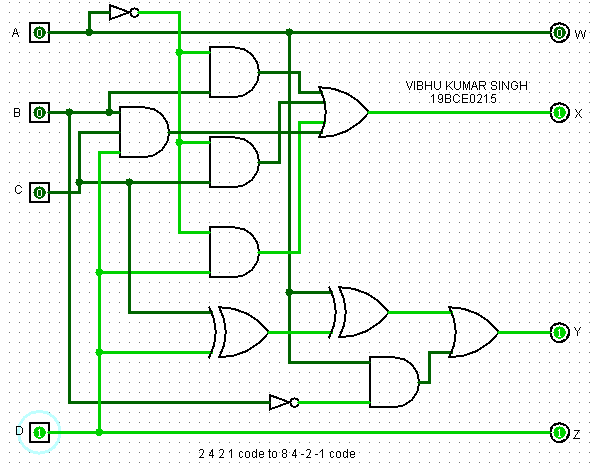 A 0 0 W
VIBHU KUMAR SINGH
19BCE0215
B 0 1 X
C 0
1 Y
D 1 1 Z
2 4 2 1 code to 8 4 -2 -1 code